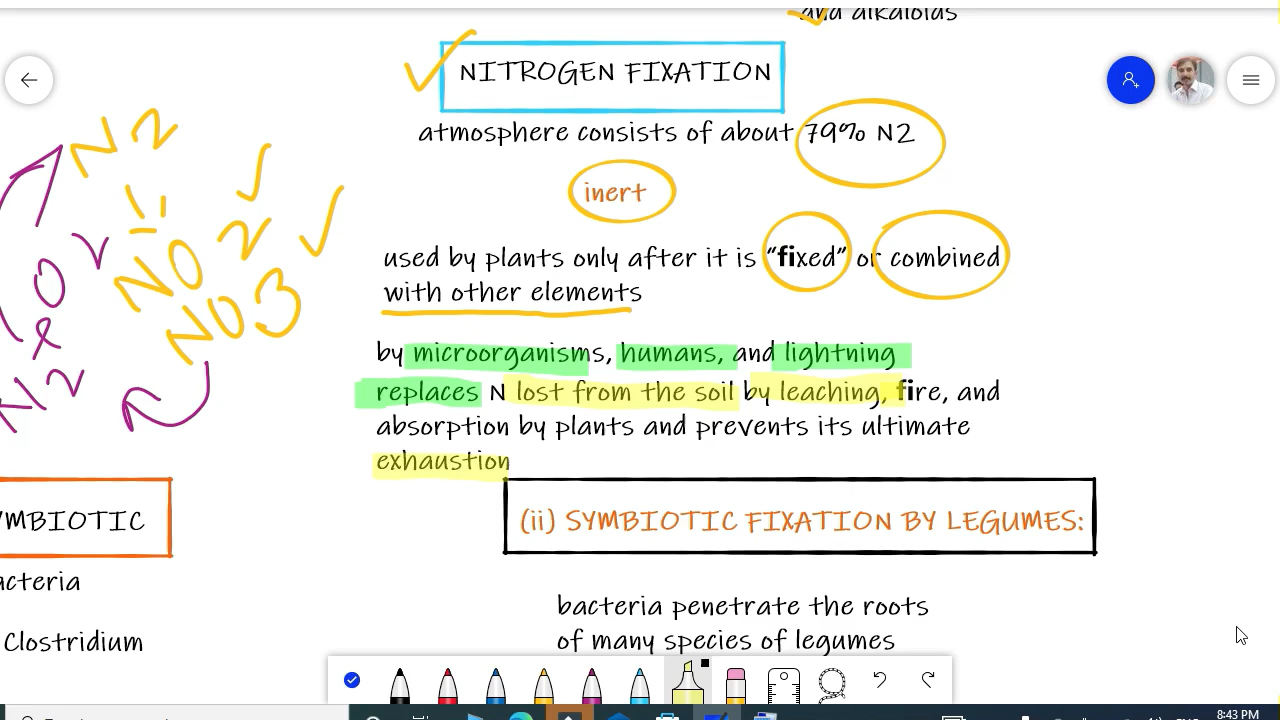 and alkaloids
NITROGEN FIXATION
atmosphere consists of about 79% N2
inert
used by plants only after it is "fixed" or combined
with other elements
by microorganisms, humans, and lightning
replaces N lost from the soil by leaching, fire, and
absorption by plants and prevents its ultimate
exhaustion
N2
NO2
NO3
YMBIOTIC
acteria
Clostridium
(ii) SYMBIOTIC FIXATION BY LEGUMES:
bacteria penetrate the roots
of many species of legumes
8:43 PM